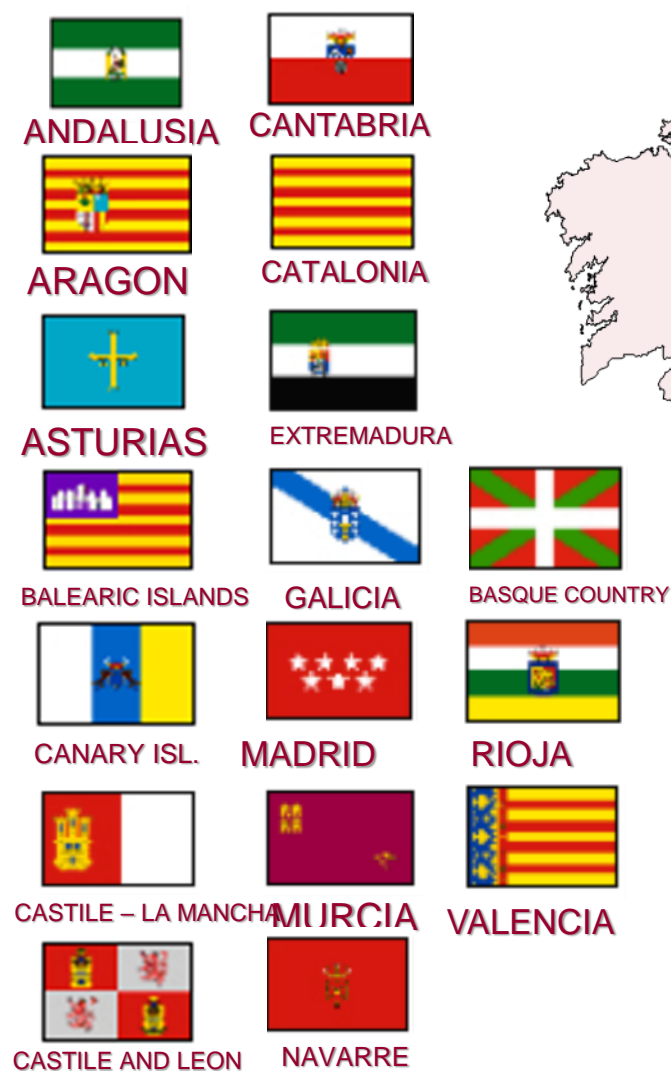 ANDALUSIA
CANTABRIA
ARAGON
CATALONIA
ASTURIAS
EXTREMADURA
BALEARIC ISLANDS
GALICIA
BASQUE COUNTRY
CANARY ISL.
MADRID
RIOJA
CASTILE – LA MANCHA
MURCIA
VALENCIA
CASTILE AND LEON
NAVARRE